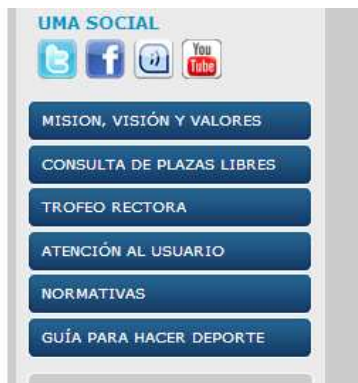 UMA SOCIAL
You
Tube
MISION, VISIÓN Y VALORES
CONSULTA DE PLAZAS LIBRES
TROFEO RECTORA
ATENCIÓN AL USUARIO
NORMATIVAS
GUÍA PARA HACER DEPORTE